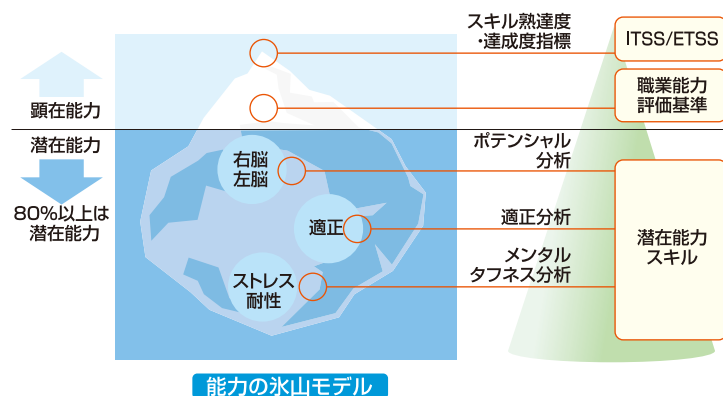 スキル熟達度
・達成度指標
ITSS/ETSS
職業能力
評価基準
顕在能力
潜在能力
80%以上は
潜在能力
右脳
左脳
ポテンシャル
分析
適正
適正分析
ストレス
耐性
メンタル
タフネス分析
潜在能力
スキル
能力の氷山モデル